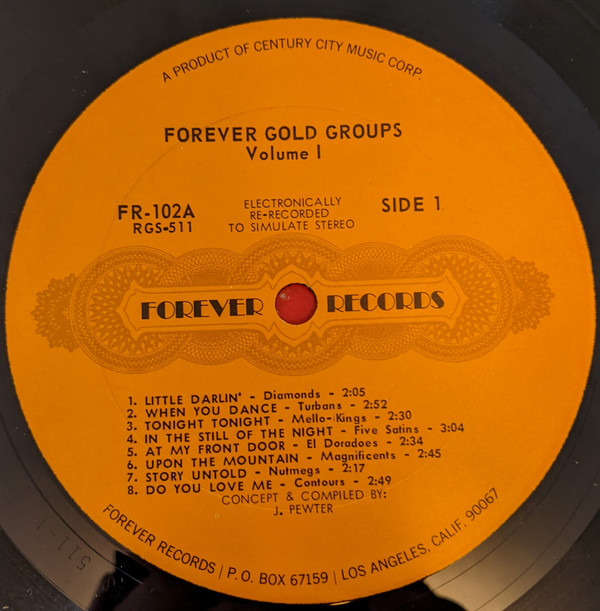 A PRODUCT OF CENTURY CITY MUSIC CORP.
FOREVER GOLD GROUPS
Volume I
FR-102A
RGS-511
ELECTRONICALLY
RE-RECORDED
TO SIMULATE STEREO
SIDE 1
FOREVER RECORDS
1. LITTLE DARLIN' - Diamonds - 2:05
2. WHEN YOU DANCE - Turbans - 2:52
3. TONIGHT TONIGHT - Mello-Kings - 2:30
4. IN THE STILL OF THE NIGHT - Five Satins - 3:04
5. AT MY FRONT DOOR - El Doradoes - 2:34
6. UPON THE MOUNTAIN - Magnificents - 2:45
7. STORY UNTOLD - Nutmegs - 2:17
8. DO YOU LOVE ME - Contours - 2:49
CONCEPT & COMPILED BY:
J. PEWTER
FOREVER RECORDS | P. O. BOX 67159 | LOS ANGELES, CALIF. 90067